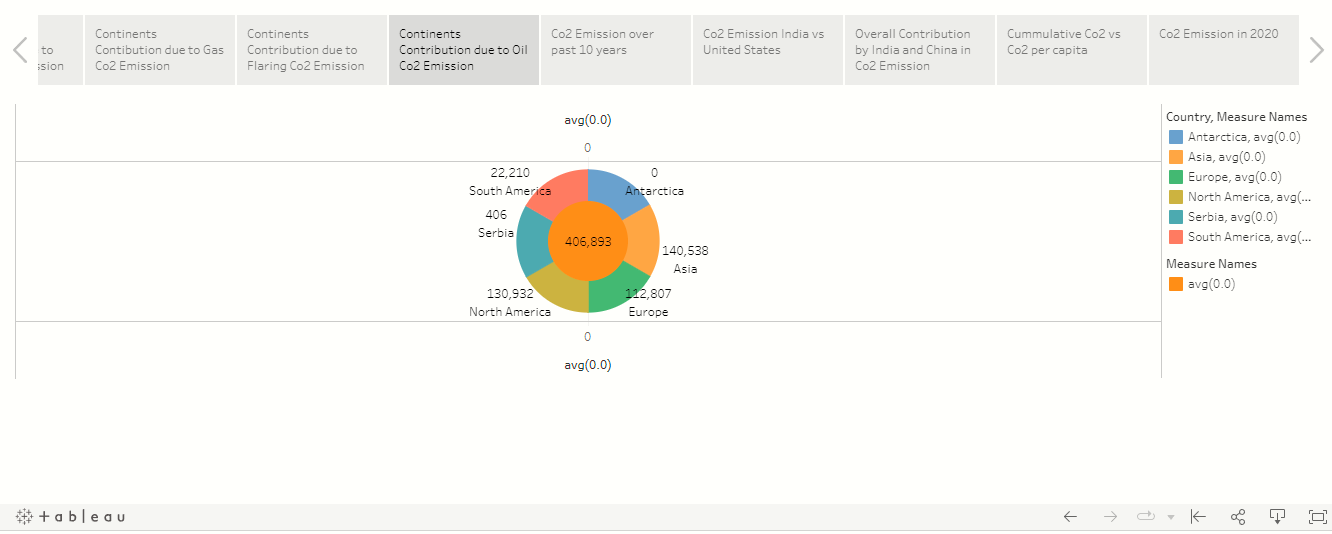 to
ssion
Continents
Contibution due to Gas
Co2 Emission
Continents
Contribution due to
Flaring Co2 Emission
Continents
Contribution due to Oil
Co2 Emission
Co2 Emission over
past 10 years
Co2 Emission India vs
United States
Overall Contribution
by India and China in
Co2 Emission
Cummulative Co2 vs
Co2 per capita
Co2 Emission in 2020
avg(0.0)
0
22,210
South America
0
Antarctica
406
Serbia
406,893
140,538
Asia
130,932
North America
112,807
Europe
0
avg(0.0)
Country, Measure Names
Antarctica, avg(0.0)
Asia, avg(0.0)
Europe, avg(0.0)
North America, avg(...
Serbia, avg(0.0)
South America, avg(...
Measure Names
avg(0.0)
+ableau